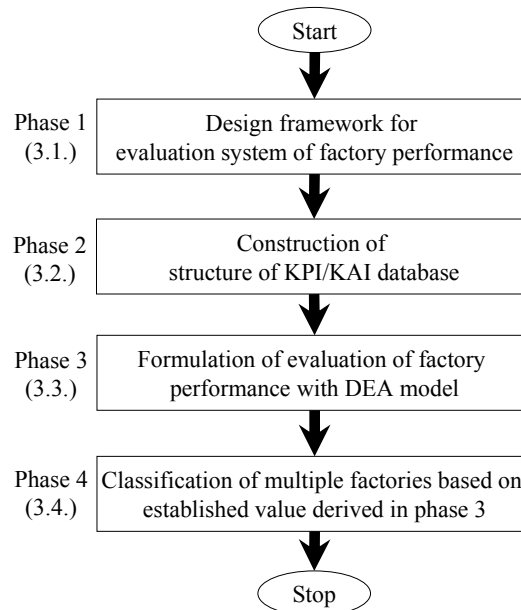 Start
Phase 1
(3.1.)
Design framework for
evaluation system of factory performance
Phase 2
(3.2.)
Construction of
structure of KPI/KAI database
Phase 3
(3.3.)
Formulation of evaluation of factory
performance with DEA model
Phase 4
(3.4.)
Classification of multiple factories based on
established value derived in phase 3
Stop